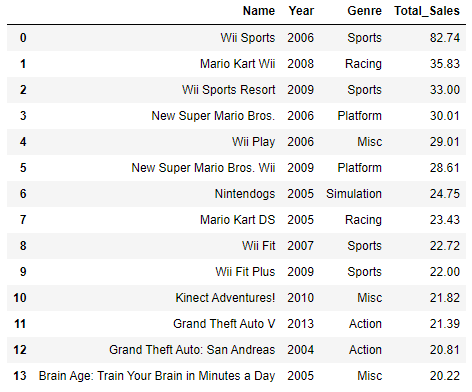 Name Year Genre Total_Sales
0 Wii Sports 2006 Sports 82.74
1 Mario Kart Wii 2008 Racing 35.83
2 Wii Sports Resort 2009 Sports 33.00
3 New Super Mario Bros. 2006 Platform 30.01
4 Wii Play 2006 Misc 29.01
5 New Super Mario Bros. Wii 2009 Platform 28.61
6 Nintendogs 2005 Simulation 24.75
7 Mario Kart DS 2005 Racing 23.43
8 Wii Fit 2007 Sports 22.72
9 Wii Fit Plus 2009 Sports 22.00
10 Kinect Adventures! 2010 Misc 21.82
11 Grand Theft Auto V 2013 Action 21.39
12 Grand Theft Auto: San Andreas 2004 Action 20.81
13 Brain Age: Train Your Brain in Minutes a Day 2005 Misc 20.22